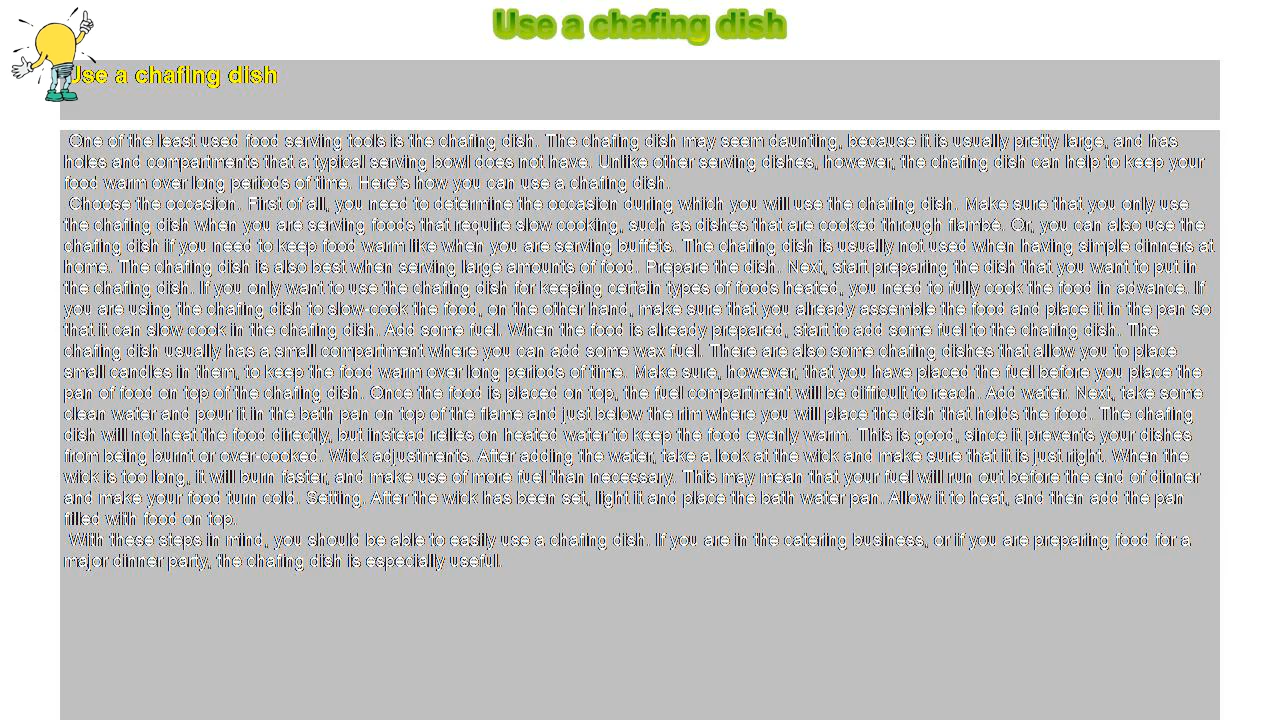 Use a chafing dish
Use a chafing dish
One of the least used food serving tools is the chafing dish. The chafing dish may seem daunting, because it is usually pretty large, and has
holes and compartments that a typical serving bowl does not have. Unlike other serving dishes, however, the chafing dish can help to keep your
food warm over long periods of time. Here's how you can use a chafing dish.
Choose the occasion. First of all, you need to determine the occasion during which you will use the chafing dish. Make sure that you only use
the chafing dish when you are serving foods that require slow cooking, such as dishes that are cooked through flambé. Or, you can also use the
chafing dish if you need to keep food warm like when you are serving buffets. The chafing dish is usually not used when having simple dinners at
home. The chafing dish is also best when serving large amounts of food. Prepare the dish. Next, start preparing the dish that you want to put in
the chafing dish. If you only want to use the chafing dish for keeping certain types of foods heated, you need to fully cook the food in advance. If
you are using the chafing dish to slow-cook the food, on the other hand, make sure that you already assemble the food and place it in the pan so
that it can slow cook in the chafing dish. Add some fuel. When the food is already prepared, start to add some fuel to the chafing dish. The
chafing dish usually has a small compartment where you can add some wax fuel. There are also some chafing dishes that allow you to place
small candles in them, to keep the food warm over long periods of time. Make sure, however, that you have placed the fuel before you place the
pan of food on top of the chafing dish. Once the food is placed on top, the fuel compartment will be difficult to reach. Add water. Next, take some
clean water and pour it in the bath pan on top of the flame and just below the rim where you will place the dish that holds the food. The chafing
dish will not heat the food directly, but instead relies on heated water to keep the food evenly warm. This is good, since it prevents your dishes
from being burnt or over-cooked. Wick adjustments. After adding the water, take a look at the wick and make sure that it is just right. When the
wick is too long, it will burn faster, and make use of more fuel than necessary. This may mean that your fuel will run out before the end of dinner
and make your food turn cold. Setting. After the wick has been set, light it and place the bath water pan. Allow it to heat, and then add the pan
filled with food on top.
With these steps in mind, you should be able to easily use a chafing dish. If you are in the catering business, or if you are preparing food for a
major dinner party, the chafing dish is especially useful.